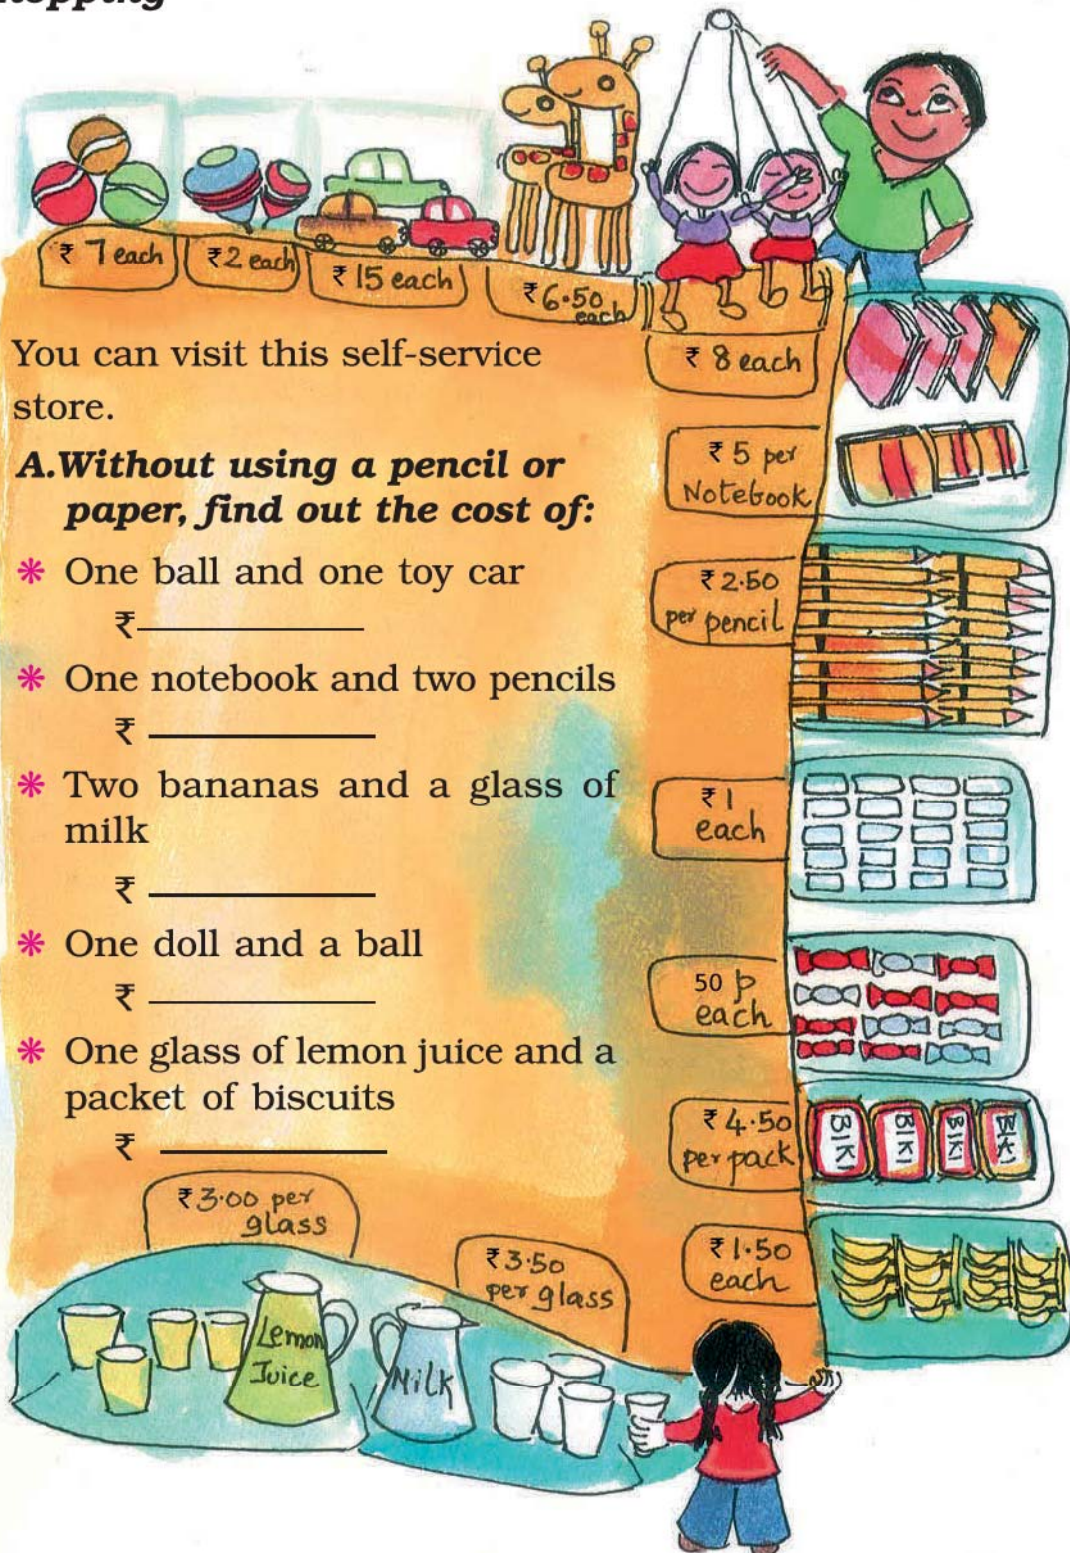 ₹ 7 each
₹ 2 each
₹ 15 each
₹ 6.50
each
₹ 8 each
You can visit this self-service
store.
A.Without using a pencil or
paper, find out the cost of:
* One ball and one toy car
₹
* One notebook and two pencils
₹
* Two bananas and a glass of
milk
₹
* One doll and a ball
₹
* One glass of lemon juice and a
packet of biscuits
₹
₹ 5 per
Notebook
₹ 2.50
per pencil
₹ 1
each
50 p
each
₹ 4.50
per pack
BIKI
BIKI
BIKI
BIKI
₹ 1.50
each
₹ 3.00 per
glass
₹ 3.50
per glass
Lemon
Juice
Milk